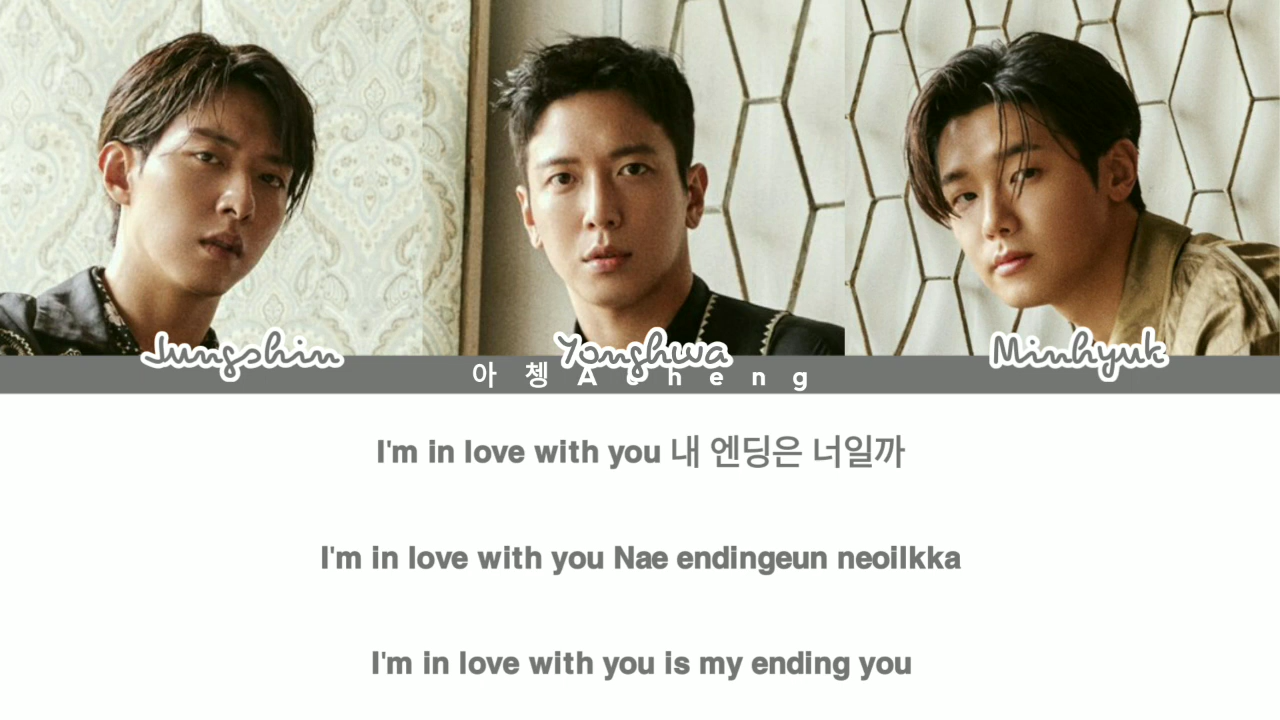 Jungshin Yonghwa Minhyuk
아 쳉 A c h e n g
I'm in love with you 내 엔딩은 너일까
I'm in love with you Nae endingeun neoilkka
I'm in love with you is my ending you